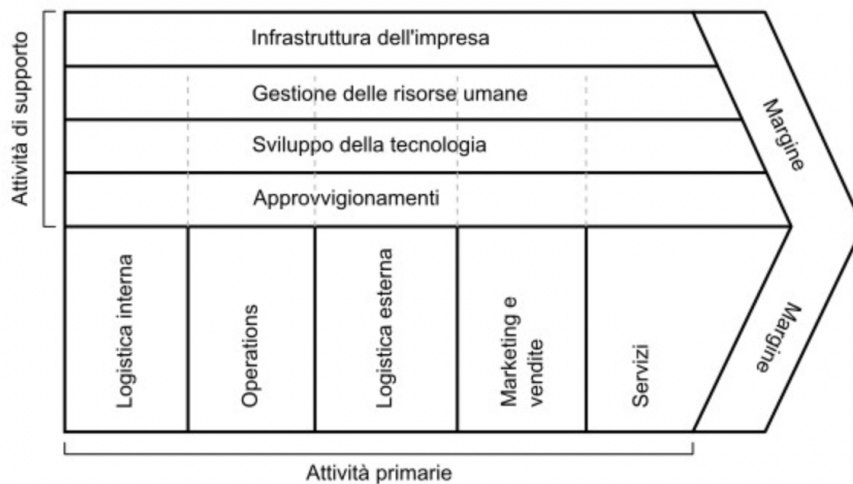 Attività di supporto
Infrastruttura dell'impresa
Gestione delle risorse umane
Sviluppo della tecnologia
Approvvigionamenti
Margine
Logistica interna
Operations
Logistica esterna
Marketing e
vendite
Servizi
Margine
Attività primarie